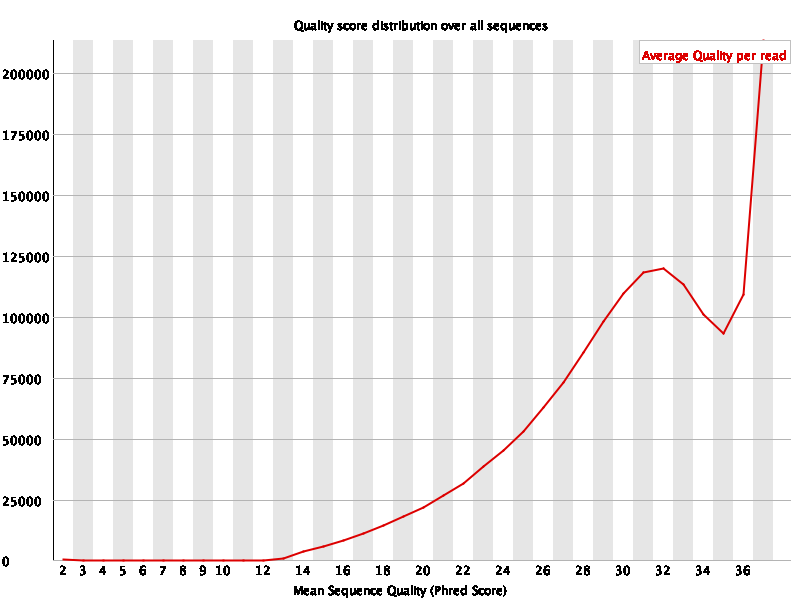 Quality score distribution over all sequences
Average Quality per read
200000
175000
150000
125000
100000
75000
50000
25000
0
2 3 4 5 6 7 8 9 10 12 14 16 18 20 22 24 26 28 30 32 34 36
Mean Sequence Quality (Phred Score)